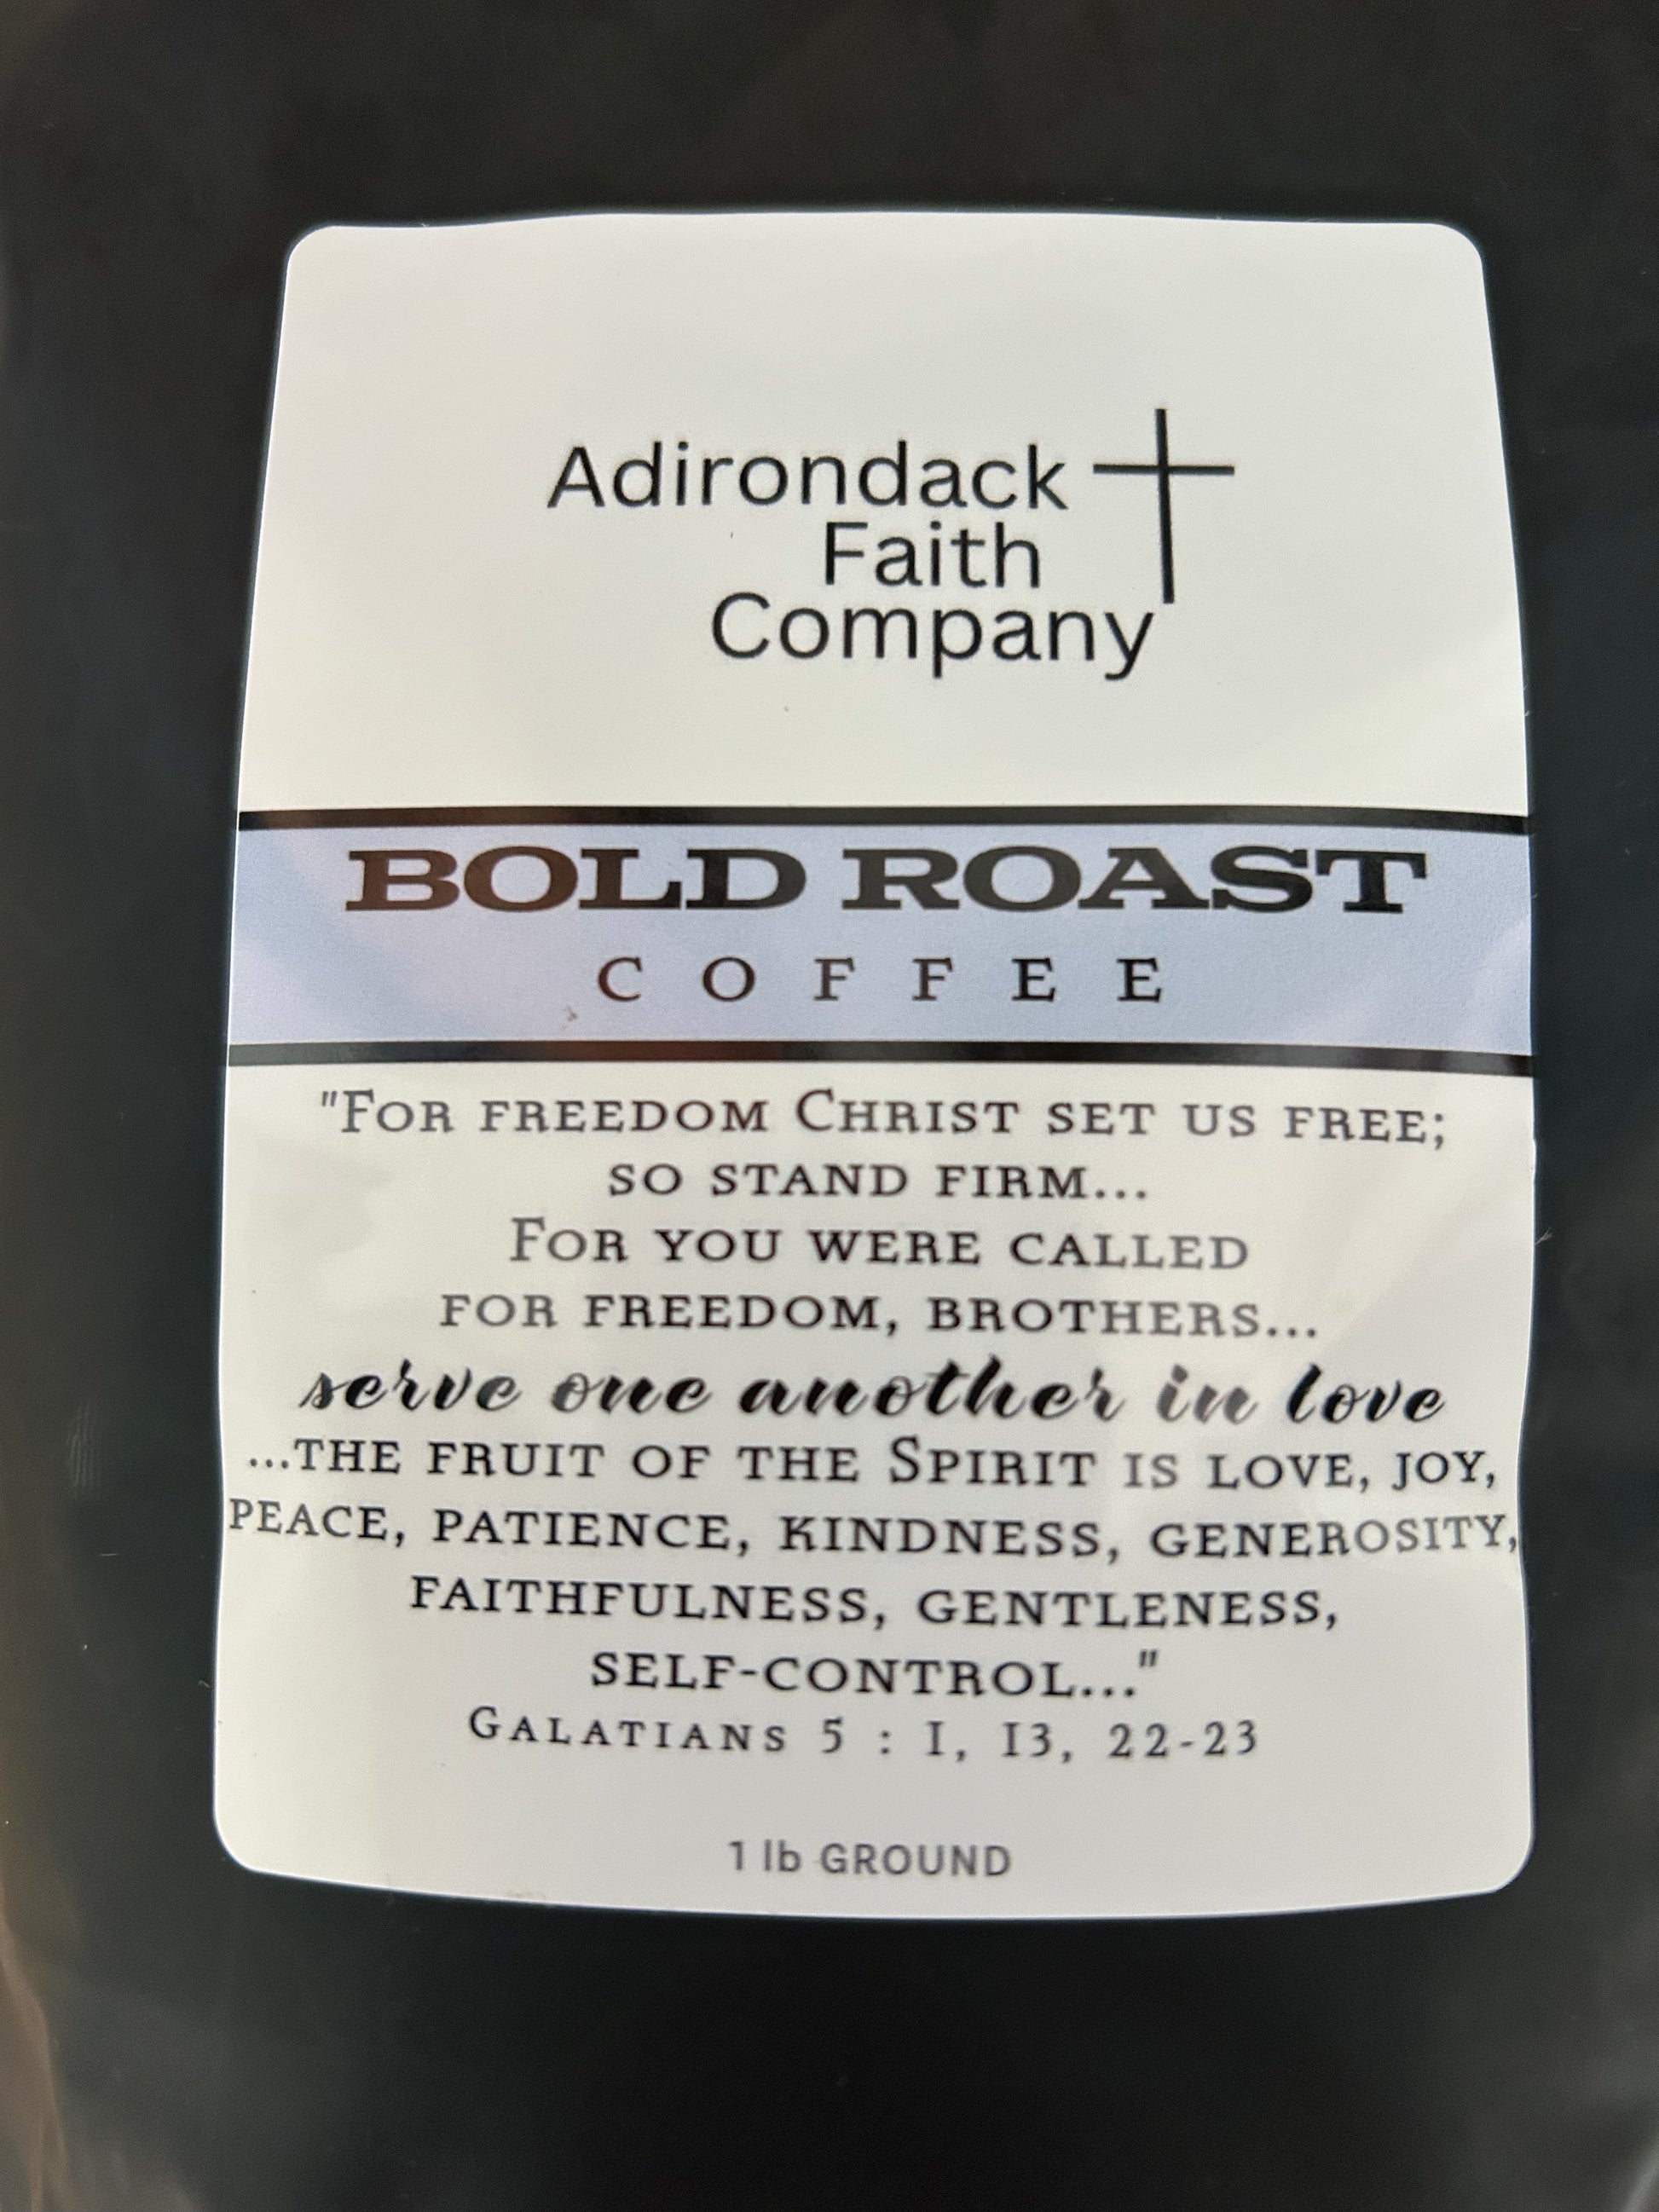 Adirondack
Faith
Company
BOLD ROAST
COFFEE
"FOR FREEDOM CHRIST SET US FREE;
SO STAND FIRM...
FOR YOU WERE CALLED
FOR FREEDOM, BROTHERS...
serve one another in love
...THE FRUIT OF THE SPIRIT IS LOVE, JOY,
PEACE, PATIENCE, KINDNESS, GENEROSITY,
FAITHFULNESS, GENTLENESS,
SELF-CONTROL..."
GALATIANS 5 : 1, 13, 22-23
1 lb GROUND